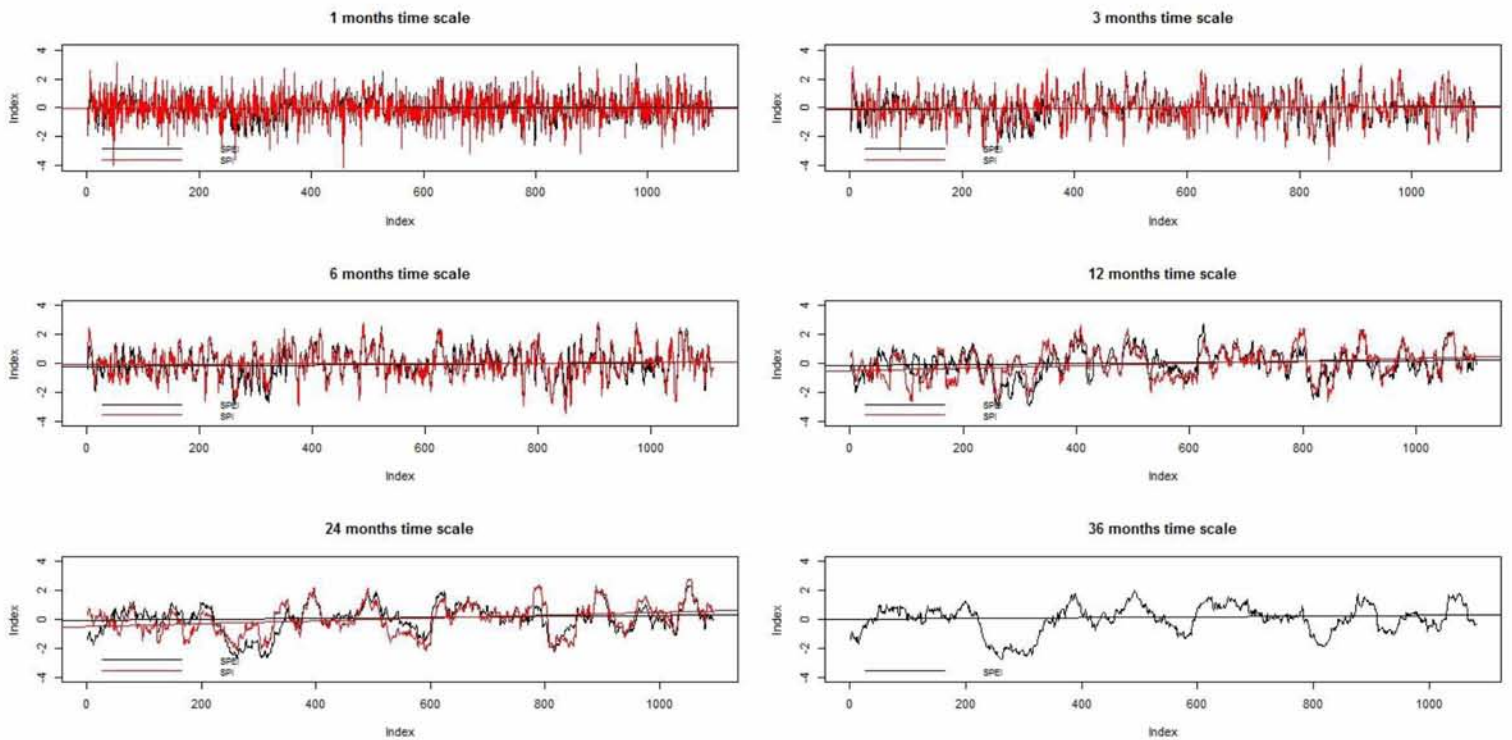 1 months time scale
4
2
0
-2
-4
Index
SPEI
SPI
0 200 400 600 800 1000
Index
3 months time scale
4
2
0
-2
-4
Index
SPEI
SPI
0 200 400 600 800 1000
Index
6 months time scale
4
2
0
-2
-4
Index
SPEI
SPI
0 200 400 600 800 1000
Index
12 months time scale
4
2
0
-2
-4
Index
SPEI
SPI
0 200 400 600 800 1000
Index
24 months time scale
4
2
0
-2
-4
Index
SPEI
SPI
0 200 400 600 800 1000
Index
36 months time scale
4
2
0
-2
-4
Index
SPEI
0 200 400 600 800 1000
Index